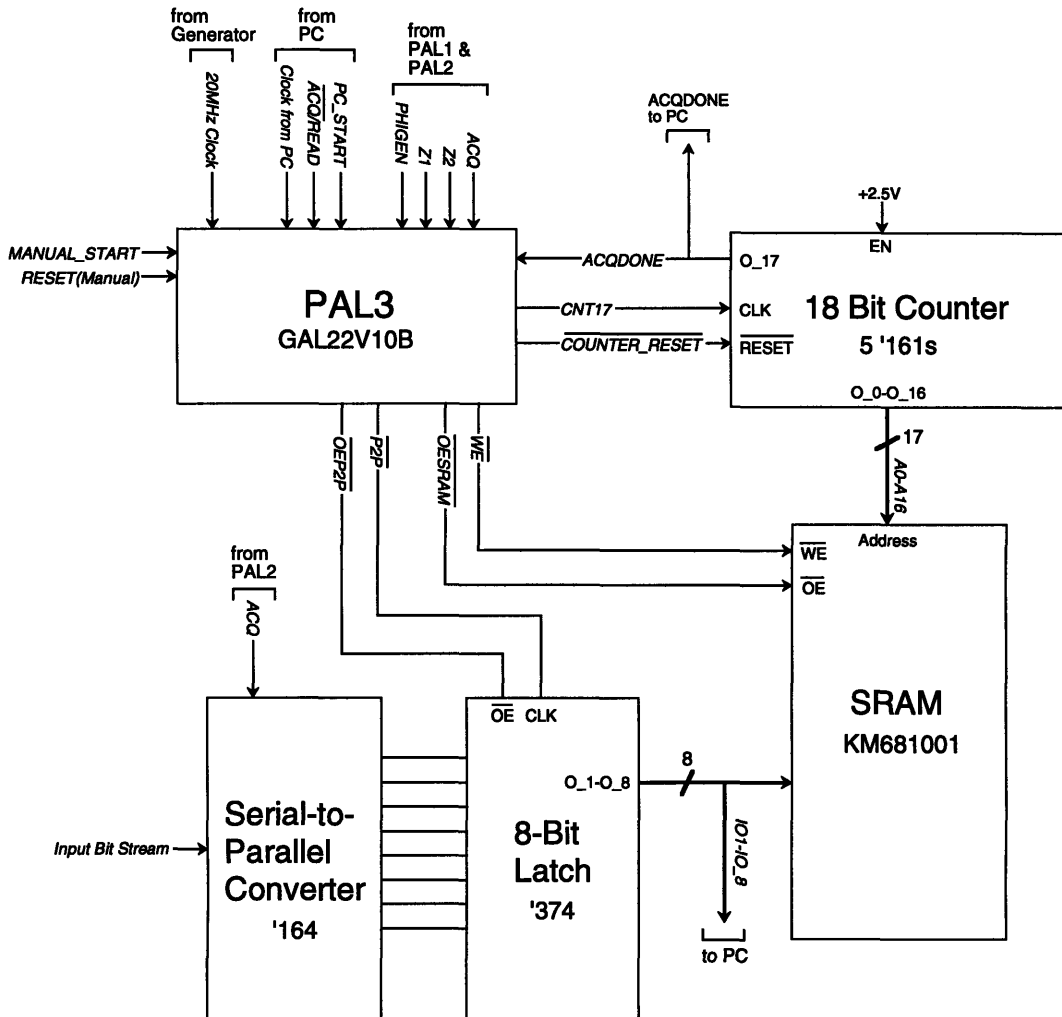 from
Generator
from
PC
from
PAL1 &
PAL2
20MHz Clock
Clock from PC
ACQ/READ
PC_START
PHIGEN
Z1
Z2
ACQ
ACQDONE
to PC
+2.5V
MANUAL_START
RESET(Manual)
PAL3
GAL22V10B
ACQDONE
CNT17
COUNTER_RESET
EN
O_17
CLK
RESET
18 Bit Counter
5 '161s
O_0-O_16
17
A0-A16
OEP2P
P2P
OESRAM
WE
Address
WE
OE
SRAM
KM681001
from
PAL2
ACQ
OE CLK
O_1-O_8
8
IO1-IO_8
to PC
Input Bit Stream
Serial-to-
Parallel
Converter
'164
8-Bit
Latch
'374